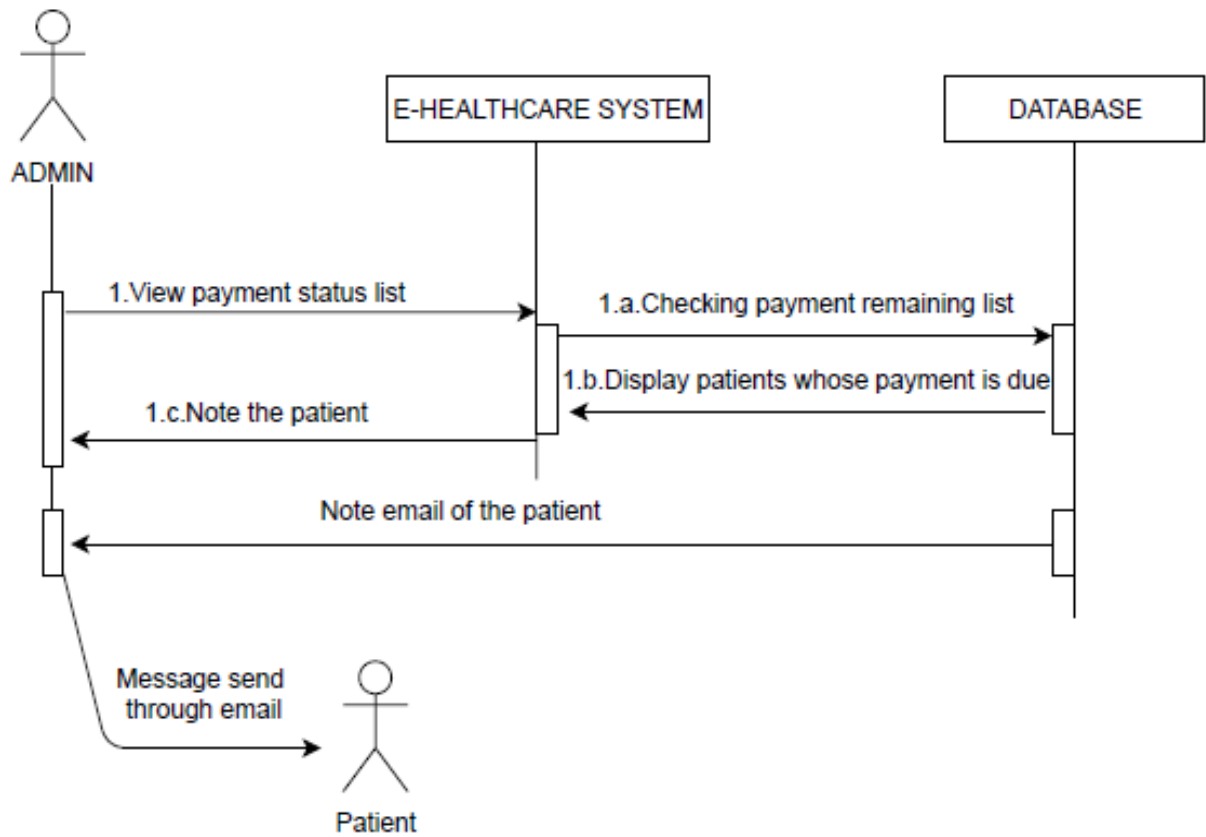 E-HEALTHCARE SYSTEM
DATABASE
ADMIN
1.View payment status list
1.a.Checking payment remaining list
1.b.Display patients whose payment is due
1.c.Note the patient
Note email of the patient
Message send
through email
Patient